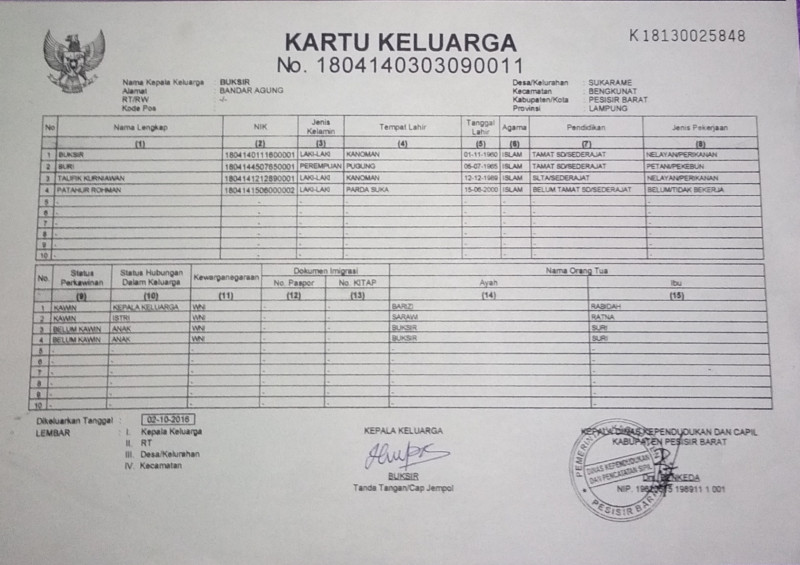 K18130025848
KARTU KELUARGA
No. 1804140303090011
Nama Kepala Keluarga : BUKSIR
Alamat : BANDAR AGUNG
RT/RW : -/-
Kode Pos :
Desa/Kelurahan : SUKARAME
Kecamatan : BENGKUNAT
Kabupaten/Kota : PESISIR BARAT
Provinsi : LAMPUNG
No Nama Lengkap NIK Jenis Kelamin Tempat Lahir Tanggal Lahir Agama Pendidikan Jenis Pekerjaan
(1) (2) (3) (4) (5) (6) (7) (8)
1 BUKSIR 1804140111600001 LAKI-LAKI KANOMAN 01-11-1960 ISLAM TAMAT SD/SEDERAJAT NELAYAN/PERIKANAN
2 SURI 1804144507650001 PEREMPUAN PUGUNG 05-07-1965 ISLAM TAMAT SD/SEDERAJAT PETANI/PEKEBUN
3 TAUFIK KURNIAWAN 1804141212890001 LAKI-LAKI KANOMAN 12-12-1989 ISLAM SLTA/SEDERAJAT NELAYAN/PERIKANAN
4 PATAHUR ROHMAN 1804141506000002 LAKI-LAKI PARDA SUKA 15-06-2000 ISLAM BELUM TAMAT SD/SEDERAJAT BELUM/TIDAK BEKERJA
5 - - - - - - - -
6 - - - - - - - -
7 - - - - - - - -
8 - - - - - - - -
9 - - - - - - - -
10 - - - - - - - -
No. Status Perkawinan Status Hubungan Dalam Keluarga Kewarganegaraan Dokumen Imigrasi Nama Orang Tua
No. Paspor No. KITAP Ayah Ibu
(9) (10) (11) (12) (13) (14) (15)
1 KAWIN KEPALA KELUARGA WNI - - BARIZI RABIDAH
2 KAWIN ISTRI WNI - - SARAWI RATNA
3 BELUM KAWIN ANAK WNI - - BUKSIR SURI
4 BELUM KAWIN ANAK WNI - - BUKSIR SURI
5 - - - - - - -
6 - - - - - - -
7 - - - - - - -
8 - - - - - - -
9 - - - - - - -
10 - - - - - - -
Dikeluarkan Tanggal : 02-10-2016
LEMBAR : I. Kepala Keluarga
II. RT
III. Desa/Kelurahan
IV. Kecamatan
KEPALA KELUARGA
BUKSIR
Tanda Tangan/Cap Jempol
KEPALA DINAS KEPENDUDUKAN DAN CAPIL
KABUPATEN PESISIR BARAT
DINAS KEPENDUDUKAN
DAN PENCATATAN SIPIL
PESISIR BARAT
NIP. 198911 1 001